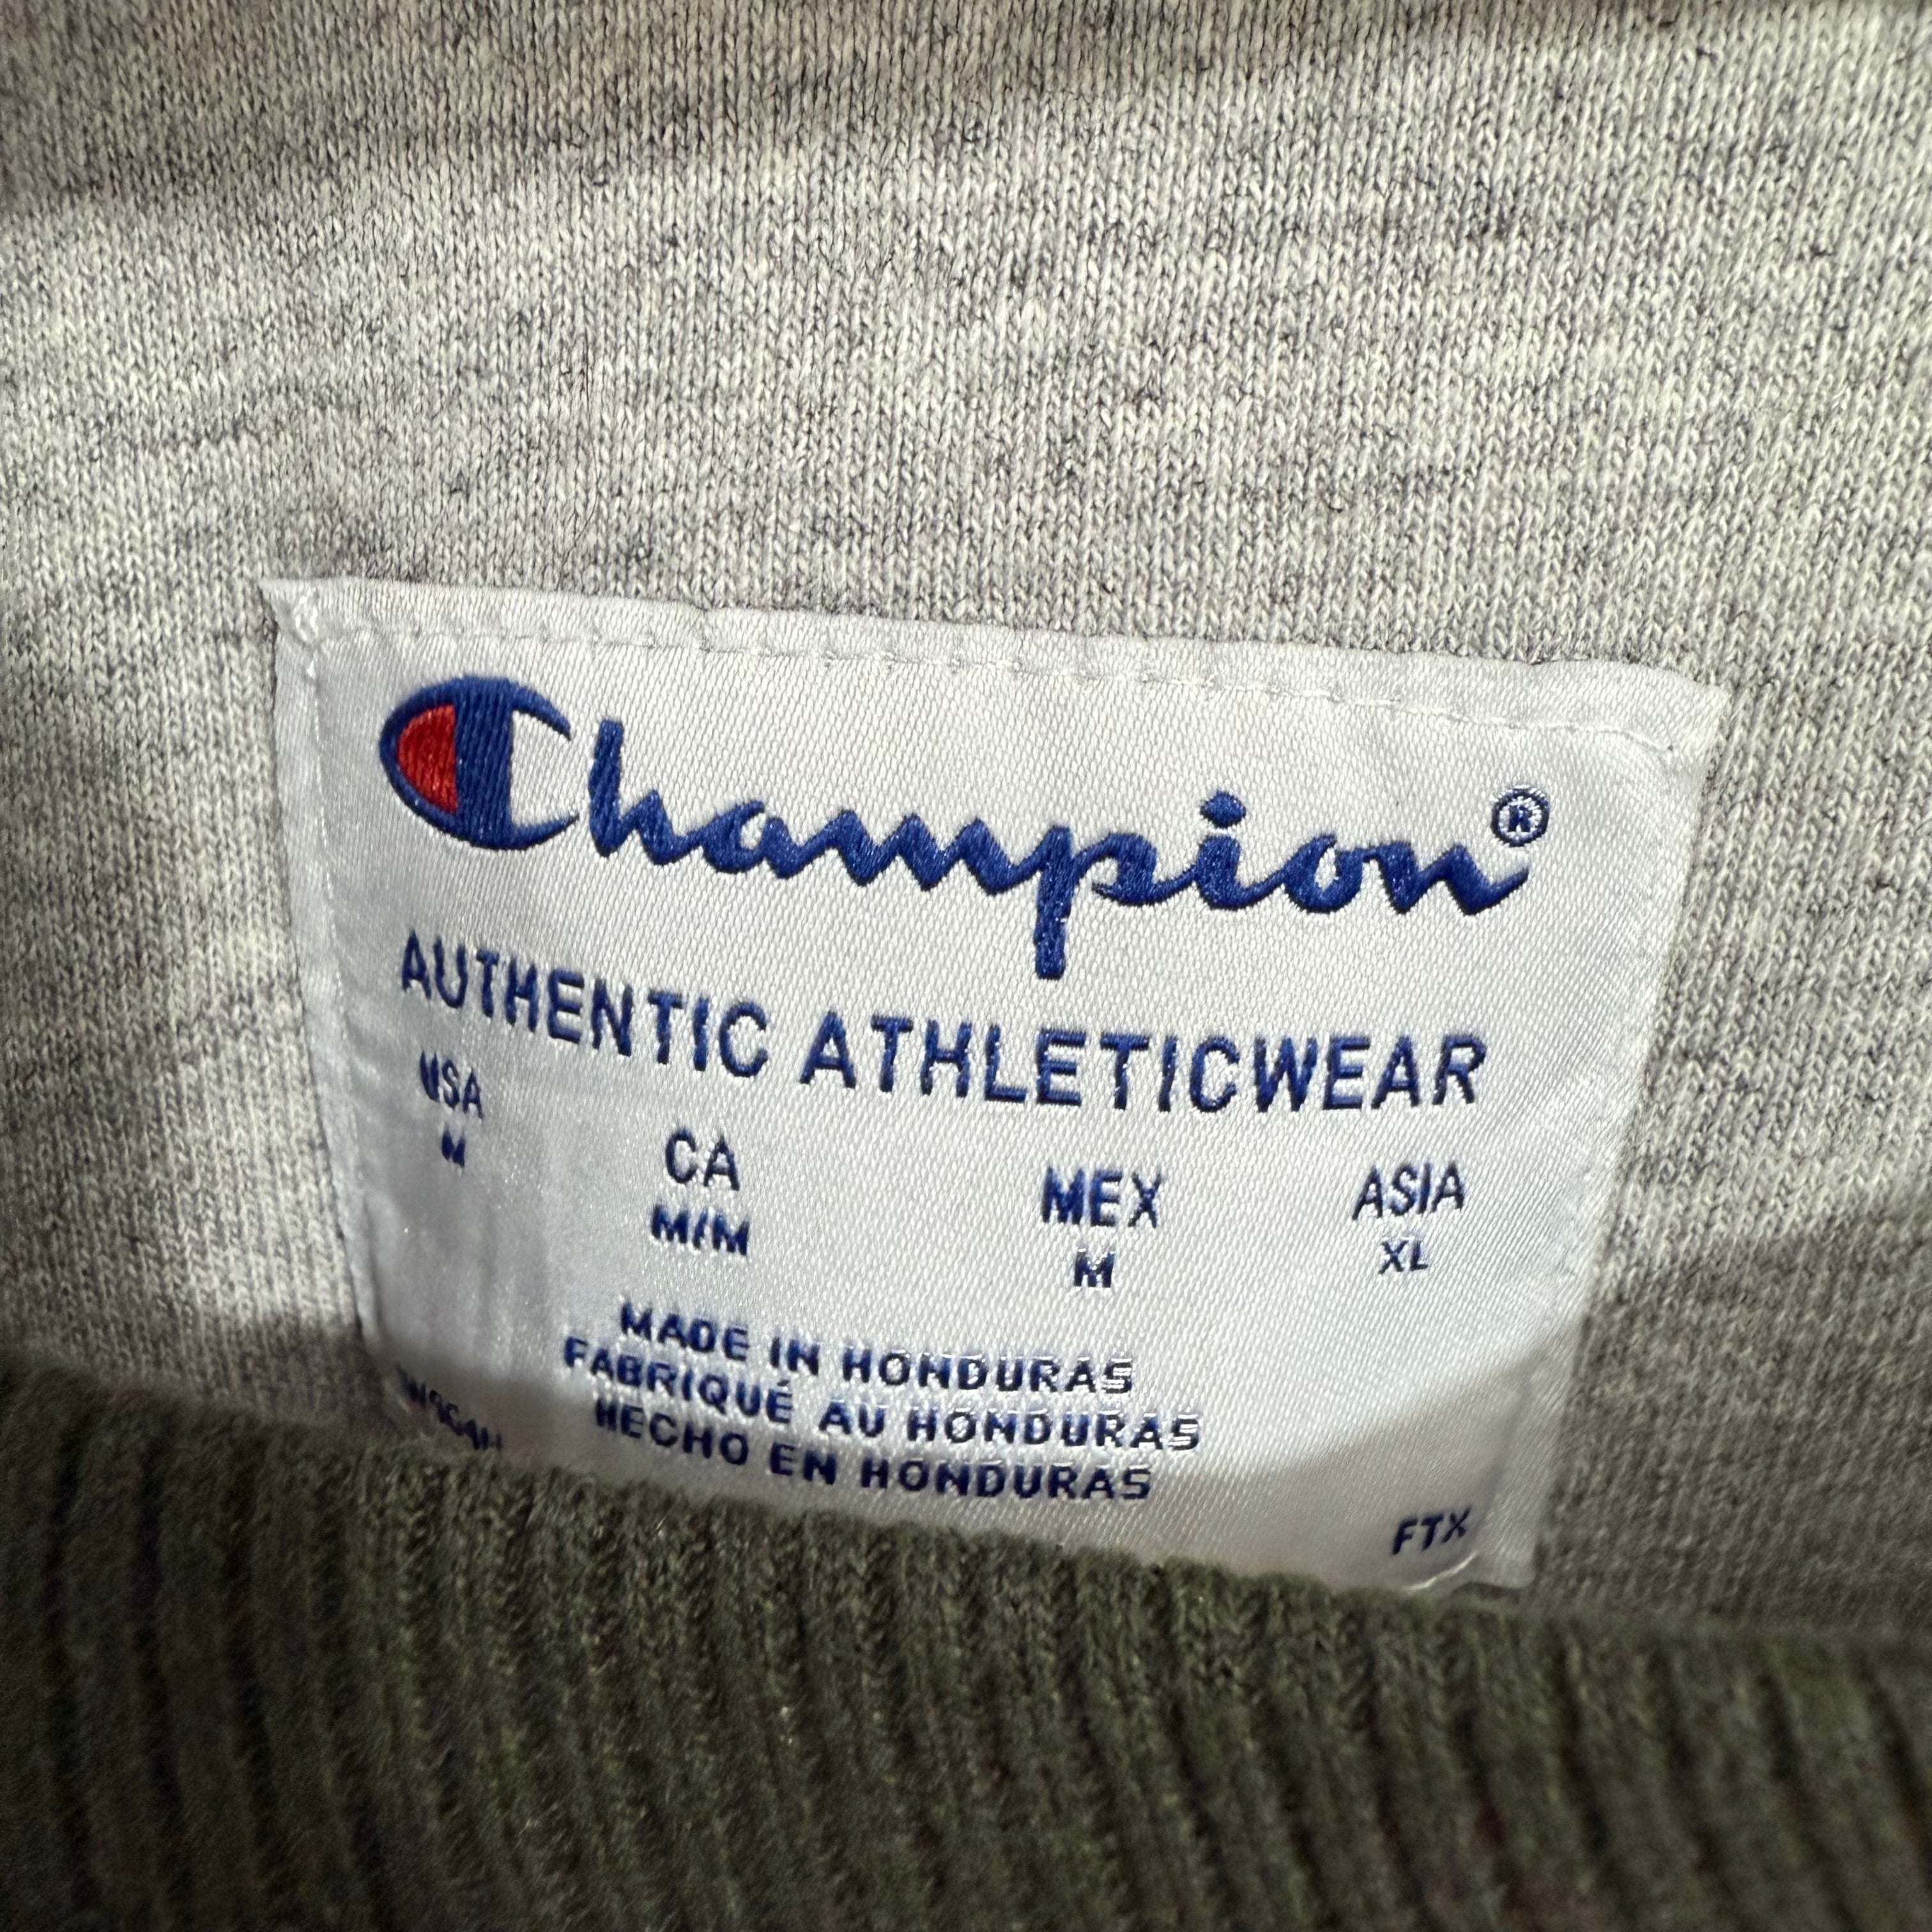 Champion®
AUTHENTIC ATHLETICWEAR
USA CA MEX ASIA
M M/M M XL
MADE IN HONDURAS
FABRIQUÉ AU HONDURAS
HECHO EN HONDURAS
FTX